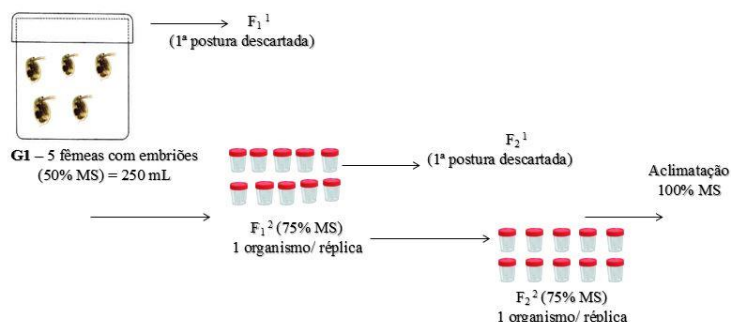 F₁¹
(1ª postura descartada)
G1 – 5 fêmeas com embriões
(50% MS) = 250 mL
F₂¹
(1ª postura descartada)
Aclimatação
100% MS
F₁² (75% MS)
1 organismo/ réplica
F₂² (75% MS)
1 organismo/ réplica